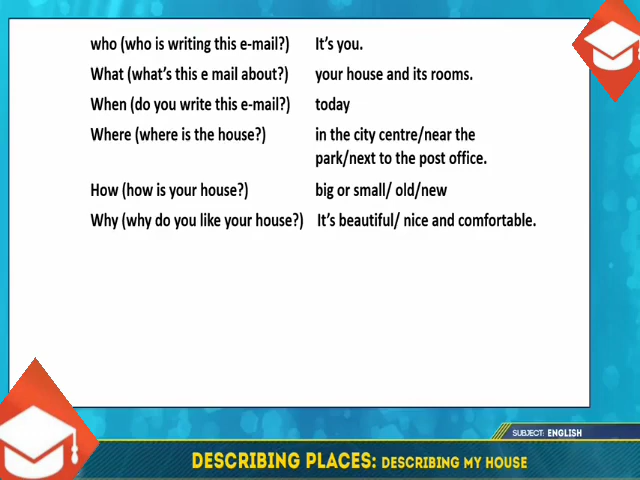 who (who is writing this e-mail?) It's you.
What (what's this e mail about?) your house and its rooms.
When (do you write this e-mail?) today
Where (where is the house?) in the city centre/near the
park/next to the post office.
How (how is your house?) big or small/ old/new
Why (why do you like your house?) It's beautiful/ nice and comfortable.
SUBJECT: ENGLISH
DESCRIBING PLACES: DESCRIBING MY HOUSE